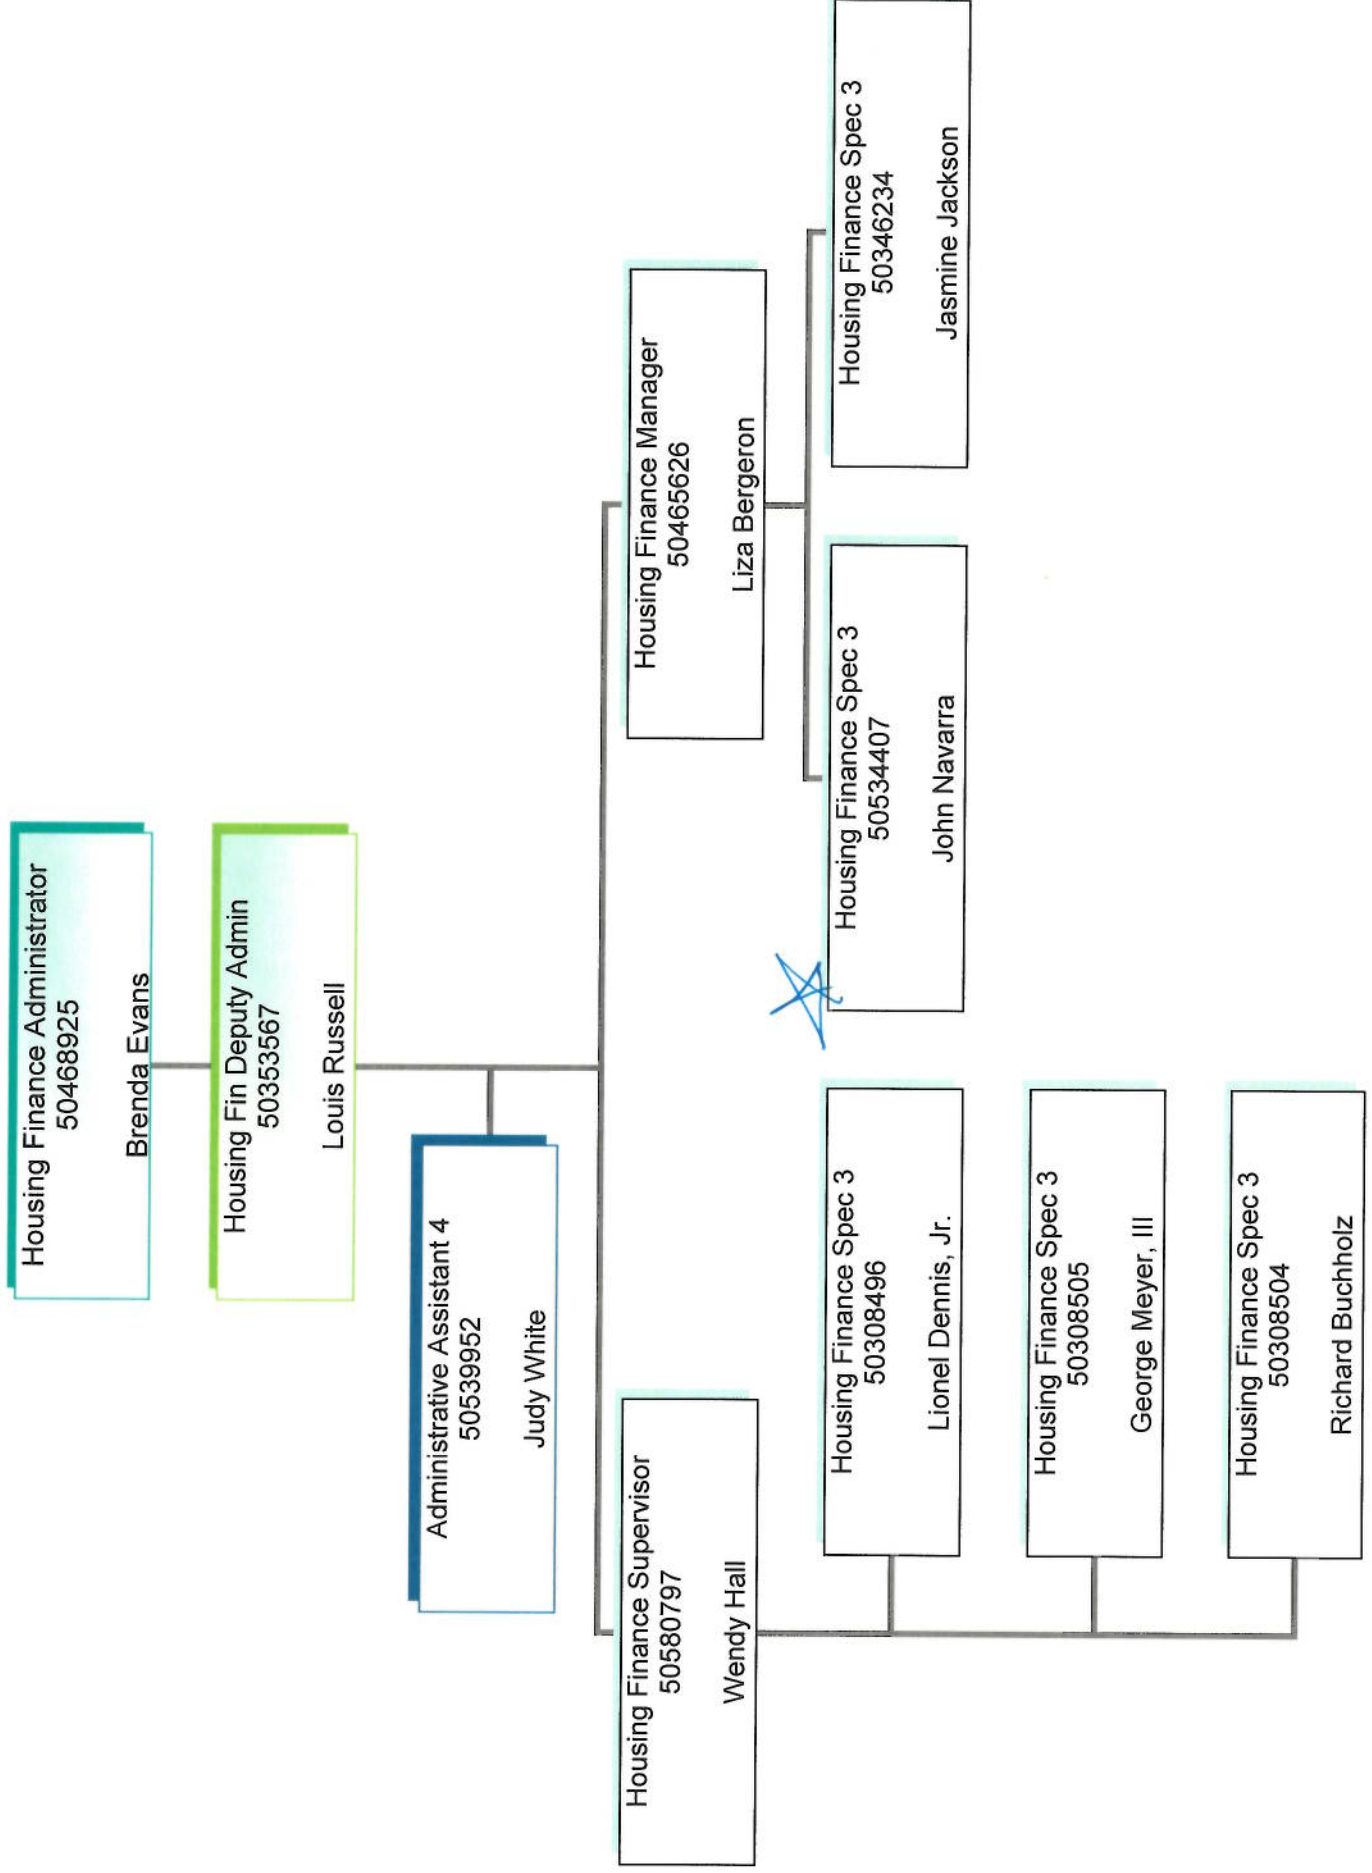 Housing Finance Administrator
50468925
Brenda Evans
Housing Fin Deputy Admin
50353567
Louis Russell
Administrative Assistant 4
50539952
Judy White
Housing Finance Supervisor
50580797
Wendy Hall
Housing Finance Manager
50465626
Liza Bergeron
Housing Finance Spec 3
50308496
Lionel Dennis, Jr.
Housing Finance Spec 3
50308505
George Meyer, III
Housing Finance Spec 3
50308504
Richard Buchholz
Housing Finance Spec 3
50534407
John Navarra
Housing Finance Spec 3
50346234
Jasmine Jackson